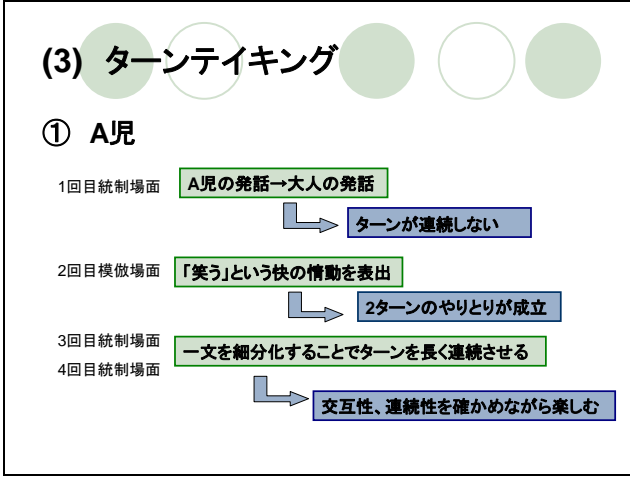 (3) ターンテイキング
① A児
1回目統制場面
A児の発話→大人の発話
ターンが連続しない
2回目模倣場面
「笑う」という快の情動を表出
2ターンのやりとりが成立
3回目統制場面
4回目統制場面
一文を細分化することでターンを長く連続させる
交互性、連続性を確かめながら楽しむ